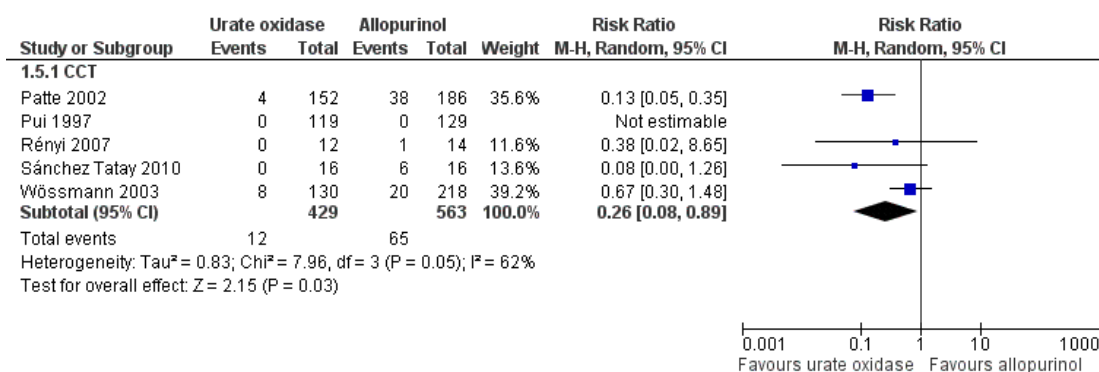 Urate oxidase Allopurinol Risk Ratio Risk Ratio
Study or Subgroup Events Total Events Total Weight M-H, Random, 95% CI M-H, Random, 95% CI
1.5.1 CCT
Patte 2002 4 152 38 186 35.6% 0.13 [0.05, 0.35]
Pui 1997 0 119 0 129 Not estimable
Rényi 2007 0 12 1 14 11.6% 0.38 [0.02, 8.65]
Sánchez Tatay 2010 0 16 6 16 13.6% 0.08 [0.00, 1.26]
Wössmann 2003 8 130 20 218 39.2% 0.67 [0.30, 1.48]
Subtotal (95% CI) 429 563 100.0% 0.26 [0.08, 0.89]
Total events 12 65
Heterogeneity: Tau² = 0.83; Chi² = 7.96, df = 3 (P = 0.05); I² = 62%
Test for overall effect: Z = 2.15 (P = 0.03)
0.001 0.1 1 10 1000
Favours urate oxidase Favours allopurinol